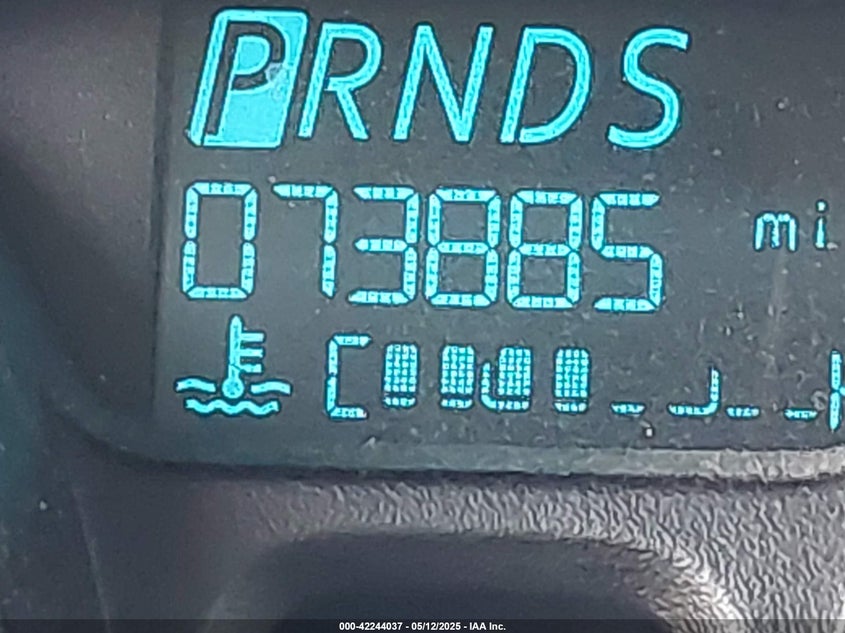 PRNDS
073885 mi
C
000-42244037 - 05/12/2025 - IAA Inc.